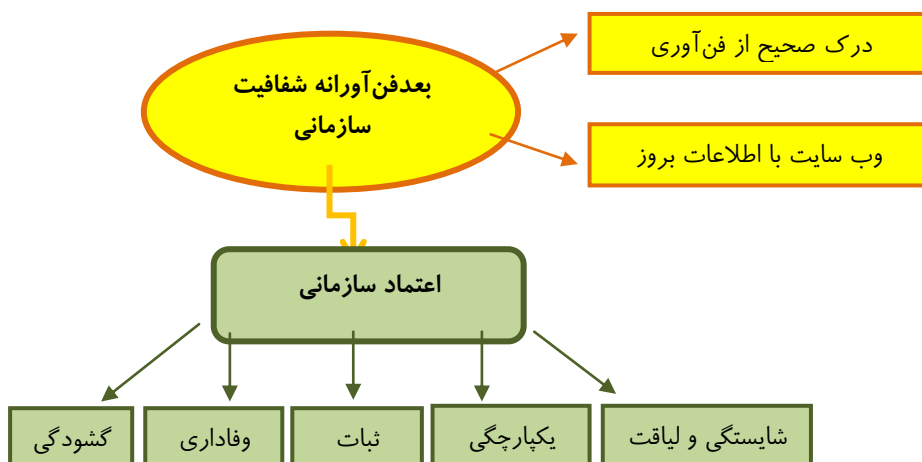 درک صحیح از فن‌آوری
بعدفن‌آورانه شفافیت
سازمانی
وب سایت با اطلاعات بروز
اعتماد سازمانی
شایستگی و لیاقت
یکپارچگی
ثبات
وفاداری
گشودگی